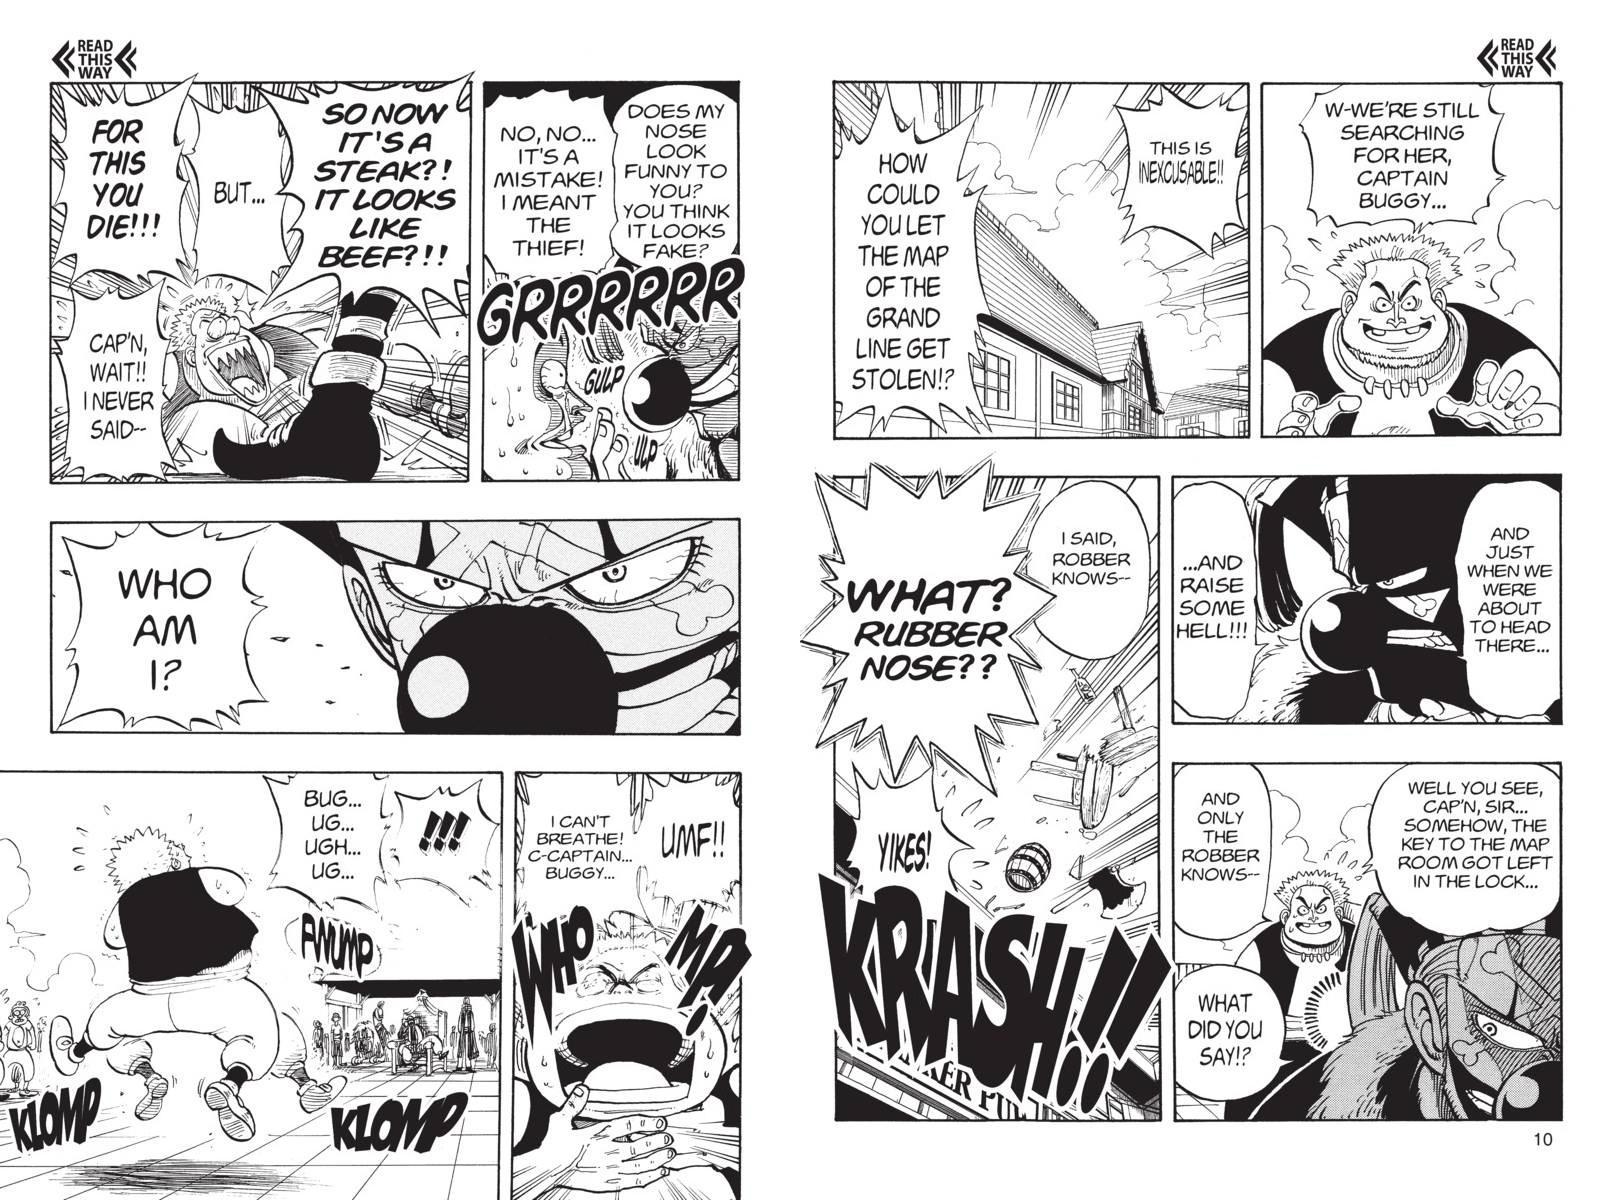 READ
THIS
WAY
W-WE'RE STILL
SEARCHING
FOR HER,
CAPTAIN
BUGGY...
THIS IS
INEXCUSABLE!!
HOW
COULD
YOU LET
THE MAP
OF THE
GRAND
LINE GET
STOLEN!?
AND
JUST
WHEN WE
WERE
ABOUT
TO HEAD
THERE...
...AND
RAISE
SOME
HELL!!!
WELL YOU SEE,
CAP'N, SIR...
SOMEHOW, THE
KEY TO THE MAP
ROOM GOT LEFT
IN THE LOCK...
AND
ONLY
THE
ROBBER
KNOWS--
WHAT
DID YOU
SAY!?
I SAID,
ROBBER
KNOWS--
WHAT?
RUBBER
NOSE??
YIKES!
KRASH!!
10
READ
THIS
WAY
DOES MY
NOSE
LOOK
FUNNY TO
YOU?
YOU THINK
IT LOOKS
FAKE?
NO, NO...
IT'S A
MISTAKE!
I MEANT
THE
THIEF!
GRRRRRR
GULP
ULP
SO NOW
IT'S A
STEAK?!
IT LOOKS
LIKE
BEEF?!!
BUT...
FOR
THIS
YOU
DIE!!!
CAP'N,
WAIT!!
I NEVER
SAID--
WHO
AM
I?
UMF!!
I CAN'T
BREATHE!
C-CAPTAIN...
BUGGY...
WHO
MP!
!!!
BUG...
UG...
UGH...
UG...
FWUMP
KLOMP
KLOMP